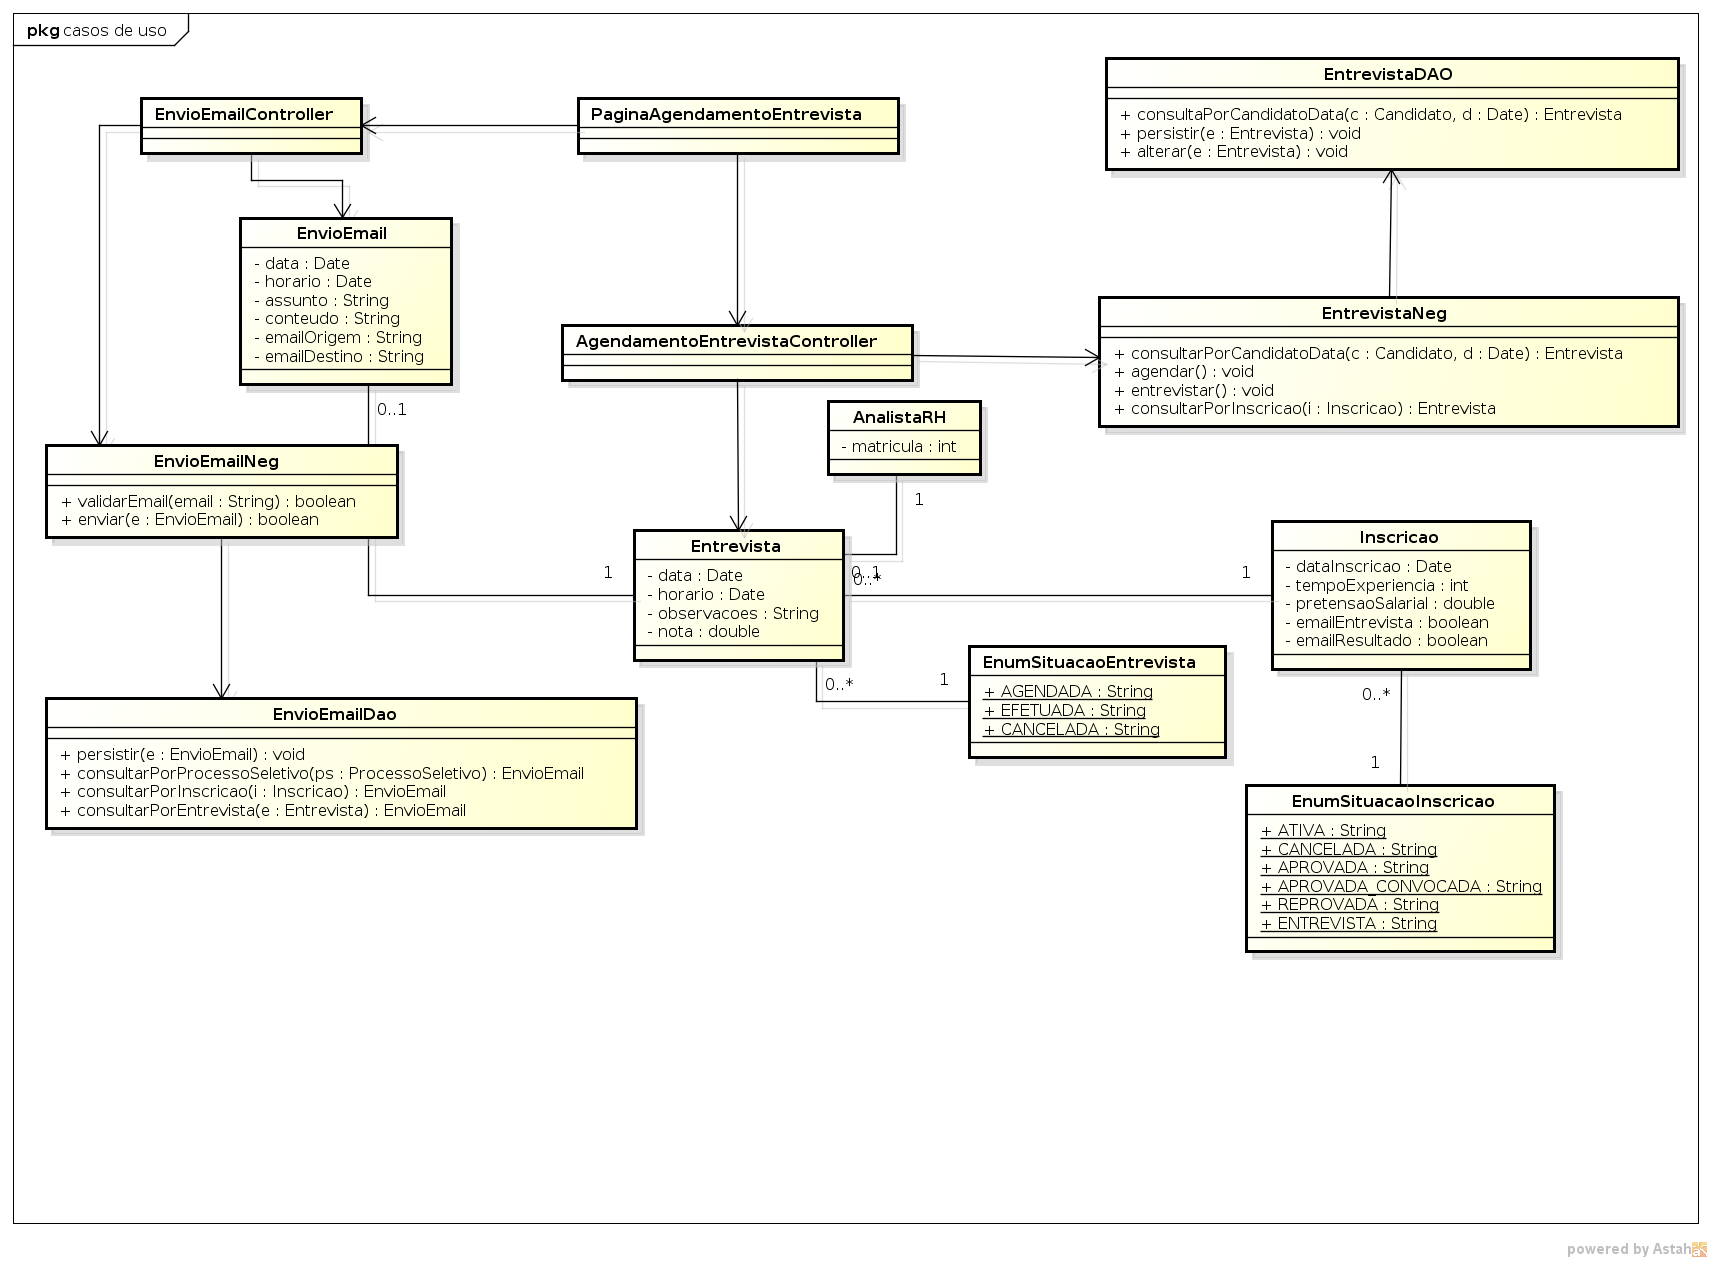 pkg casos de uso
EntrevistaDAO
+ consultaPorCandidatoData(c : Candidato, d : Date) : Entrevista
+ persistir(e : Entrevista) : void
+ alterar(e : Entrevista) : void
EnvioEmailController
PaginaAgendamentoEntrevista
EnvioEmail
- data : Date
- horario : Date
- assunto : String
- conteudo : String
- emailOrigem : String
- emailDestino : String
0..1
AgendamentoEntrevistaController
EntrevistaNeg
+ consultarPorCandidatoData(c : Candidato, d : Date) : Entrevista
+ agendar() : void
+ entrevistar() : void
+ consultarPorInscricao(i : Inscricao) : Entrevista
AnalistaRH
- matricula : int
1
EnvioEmailNeg
+ validarEmail(email : String) : boolean
+ enviar(e : EnvioEmail) : boolean
1
Entrevista
- data : Date
- horario : Date
- observacoes : String
- nota : double
0..1
0..*
1
Inscricao
- dataInscricao : Date
- tempoExperiencia : int
- pretensaoSalarial : double
- emailEntrevista : boolean
- emailResultado : boolean
0..*
1
EnumSituacaoEntrevista
+ AGENDADA : String
+ EFETUADA : String
+ CANCELADA : String
0..*
1
EnvioEmailDao
+ persistir(e : EnvioEmail) : void
+ consultarPorProcessoSeletivo(ps : ProcessoSeletivo) : EnvioEmail
+ consultarPorInscricao(i : Inscricao) : EnvioEmail
+ consultarPorEntrevista(e : Entrevista) : EnvioEmail
EnumSituacaoInscricao
+ ATIVA : String
+ CANCELADA : String
+ APROVADA : String
+ APROVADA_CONVOCADA : String
+ REPROVADA : String
+ ENTREVISTA : String
powered by Astah